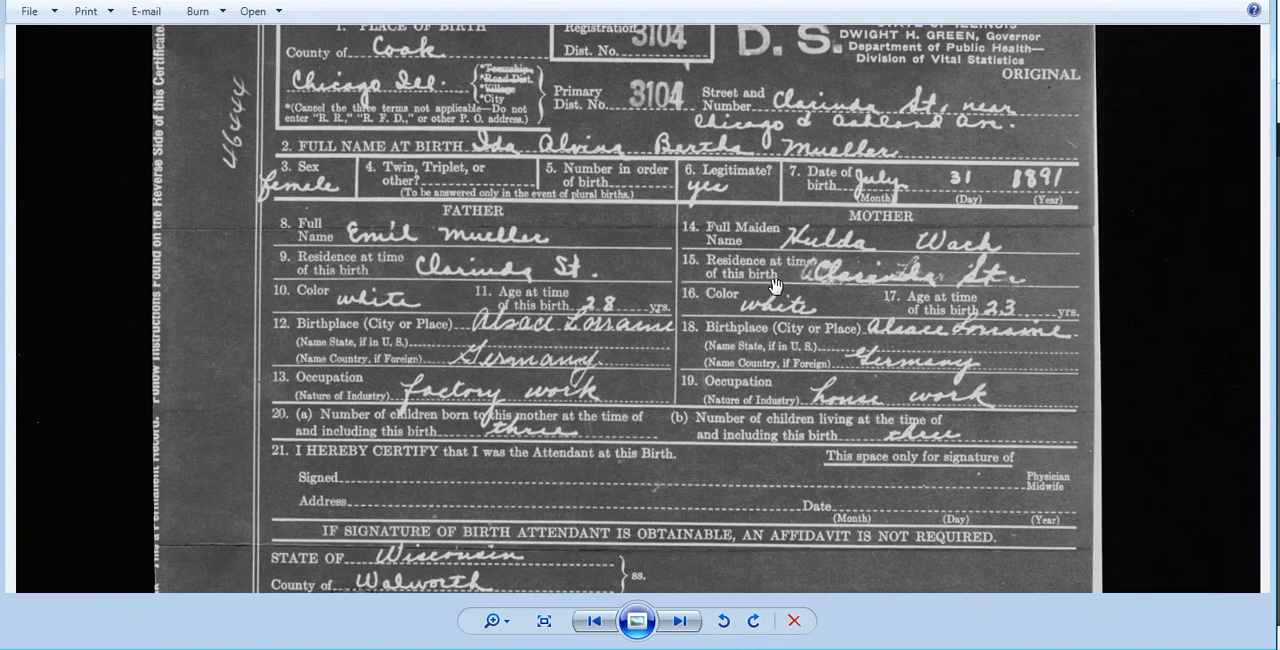 File Print E-mail Burn Open
1. PLACE OF BIRTH
County of Cook
Registration Dist. No. 3104
D. S.
STATE OF ILLINOIS
DWIGHT H. GREEN, Governor
Department of Public Health—
Division of Vital Statistics
ORIGINAL
Chicago Ill.
*Township
*Road Dist.
*Village
*City
*(Cancel the three terms not applicable—Do not
enter "R. R.," "R. F. D.," or other P. O. address.)
Primary
Dist. No. 3104
Street and
Number Clarinda St. near
Chicago & Ashland Av.
46444
2. FULL NAME AT BIRTH Ida Alvina Bertha Mueller
3. Sex
female
4. Twin, Triplet, or
other?
5. Number in order
of birth
(To be answered only in the event of plural births.)
6. Legitimate?
yes
7. Date of
birth July 31 1891
(Month) (Day) (Year)
FATHER
8. Full
Name Emil Mueller
9. Residence at time
of this birth Clarinda St.
10. Color white
11. Age at time
of this birth 28 yrs.
12. Birthplace (City or Place) Alsace Lorraine
(Name State, if in U. S.)
(Name Country, if Foreign) Germany
13. Occupation
(Nature of Industry) factory work
MOTHER
14. Full Maiden
Name Hulda Wach
15. Residence at time
of this birth St.
16. Color white
17. Age at time
of this birth 23 yrs.
18. Birthplace (City or Place) Alsace Lorraine
(Name State, if in U. S.)
(Name Country, if Foreign) Germany
19. Occupation
(Nature of Industry) house work
20. (a) Number of children born to this mother at the time of
and including this birth three
(b) Number of children living at the time of
and including this birth three
21. I HEREBY CERTIFY that I was the Attendant at this Birth.
This space only for signature of
Signed
Physician
Midwife
Address
Date
(Month) (Day) (Year)
IF SIGNATURE OF BIRTH ATTENDANT IS OBTAINABLE, AN AFFIDAVIT IS NOT REQUIRED.
STATE OF Wisconsin
County of Walworth } ss.
a Permanent Record. Follow Instructions Found on the Reverse Side of this Certificate